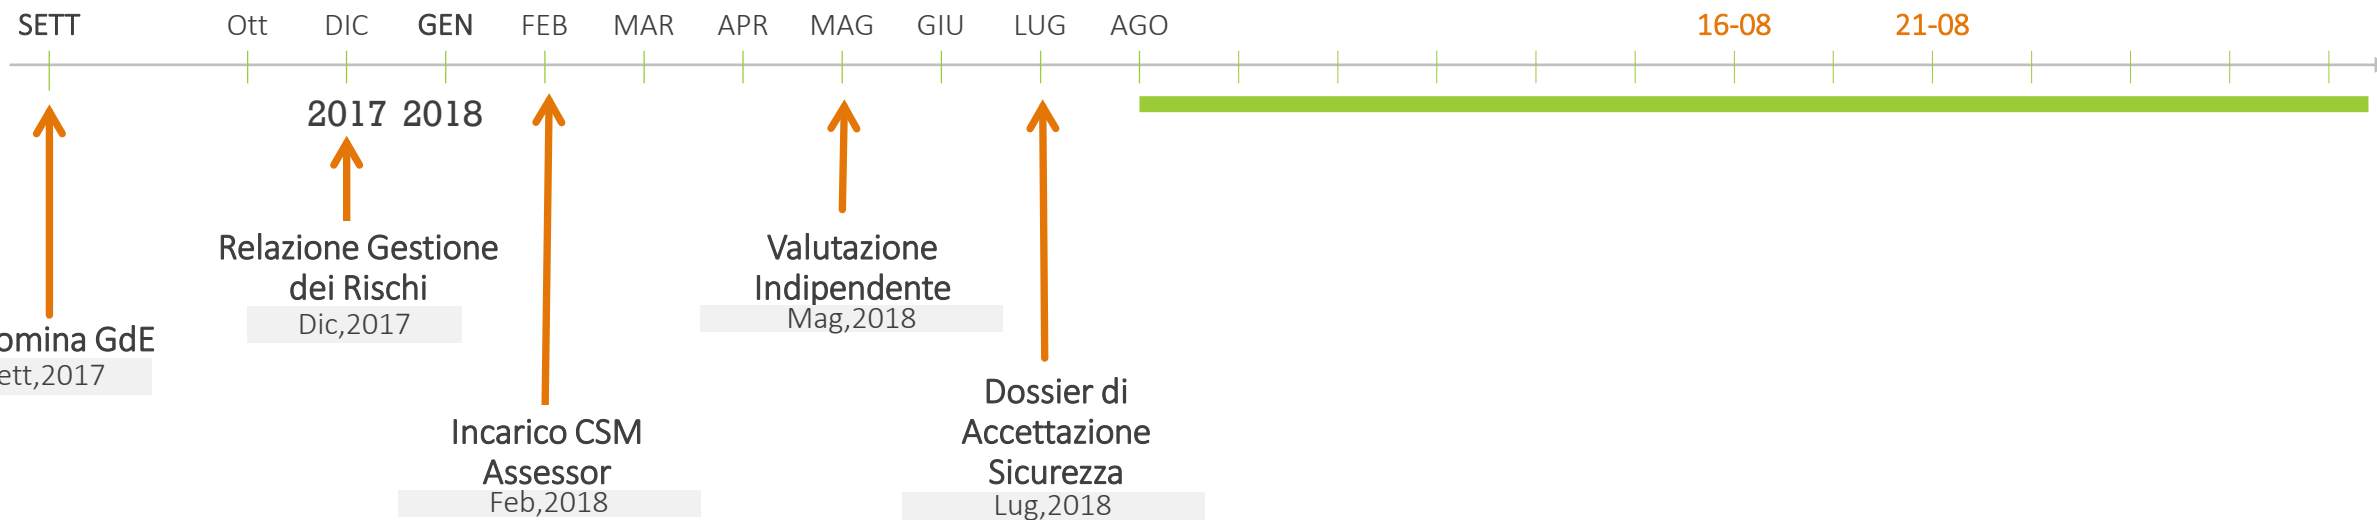 SETT Ott DIC GEN FEB MAR APR MAG GIU LUG AGO 16-08 21-08
2017 2018
Relazione Gestione
dei Rischi
Dic,2017
Valutazione
Indipendente
Mag,2018
omina GdE
ett,2017
Incarico CSM
Assessor
Feb,2018
Dossier di
Accettazione
Sicurezza
Lug,2018